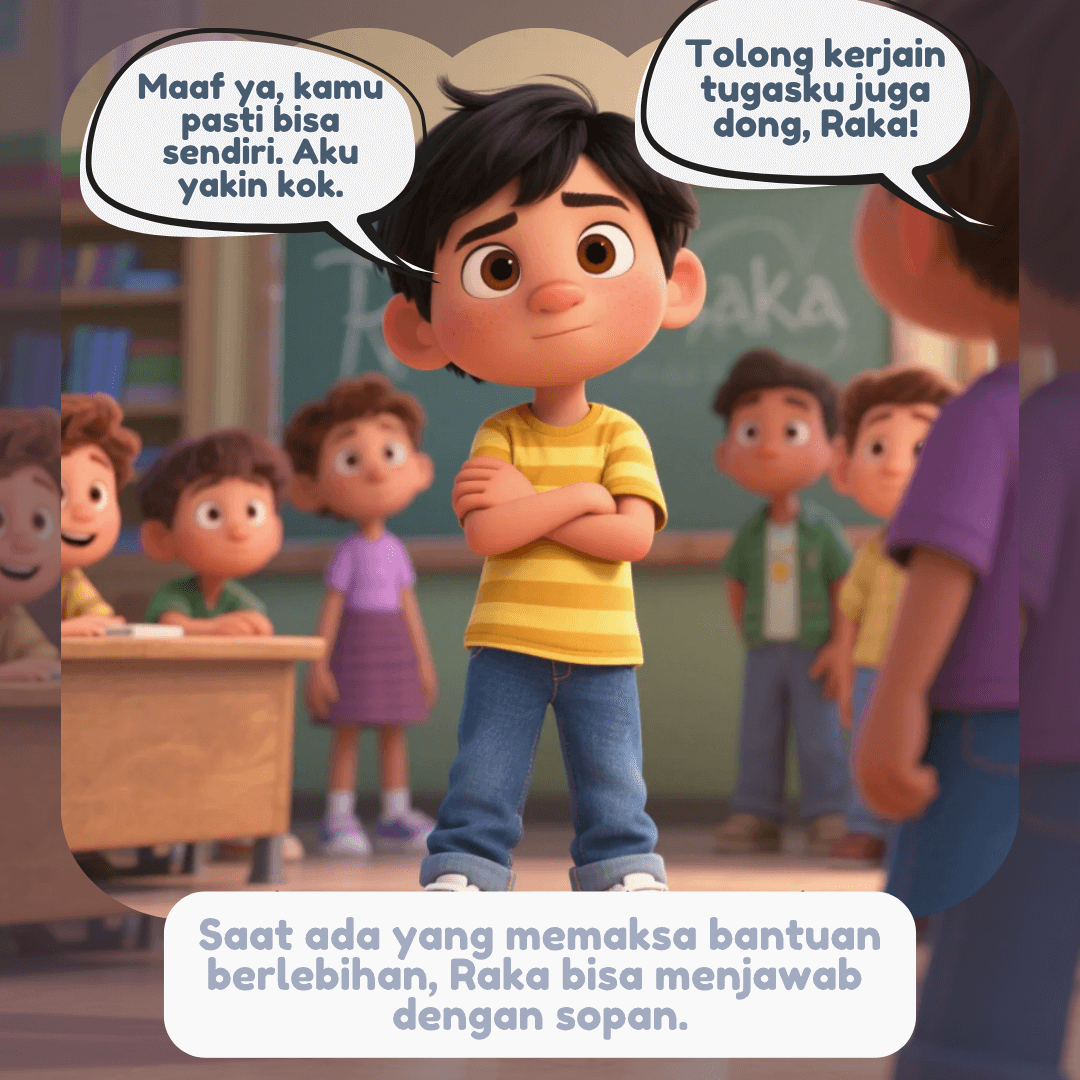 Maaf ya, kamu
pasti bisa
sendiri. Aku
yakin kok.
Tolong kerjain
tugasku juga
dong, Raka!
Saat ada yang memaksa bantuan
berlebihan, Raka bisa menjawab
dengan sopan.